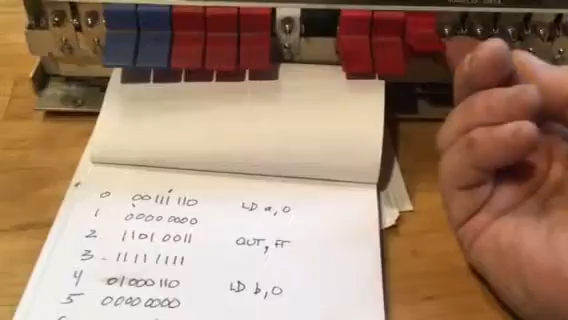 0 00111110 LD a,0
1 00000000
2 11010011 OUT, FF
3 11111111
4 01000110 LD b,0
5 00000000